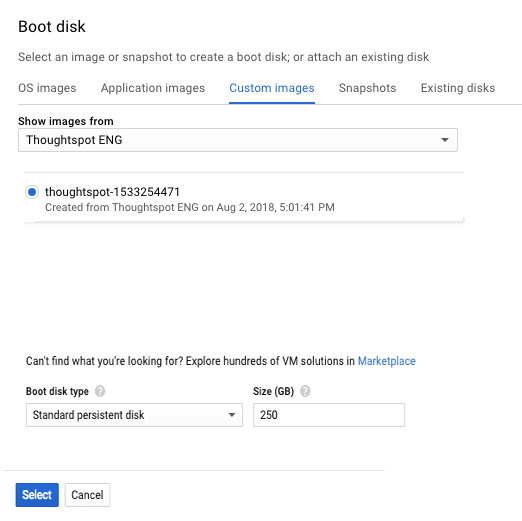 Boot disk
Select an image or snapshot to create a boot disk; or attach an existing disk
OS images Application images Custom images Snapshots Existing disks
Show images from
Thoughtspot ENG
thoughtspot-1533254471
Created from Thoughtspot ENG on Aug 2, 2018, 5:01:41 PM
Can't find what you're looking for? Explore hundreds of VM solutions in Marketplace
Boot disk type ? Size (GB) ?
Standard persistent disk 250
Select Cancel